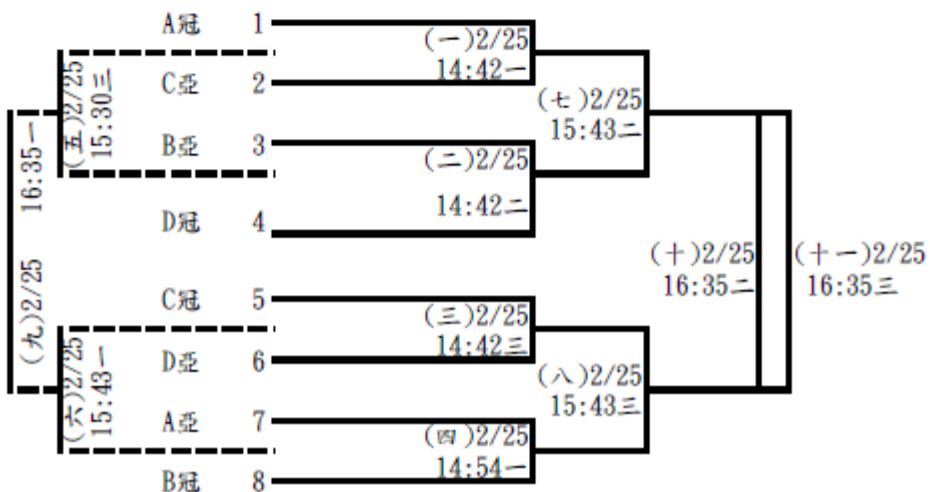 A冠 1
(一)2/25
14:42一
C亞 2
(五)2/25
15:30三
(七)2/25
15:43二
B亞 3
(二)2/25
14:42二
D冠 4
16:35一
(九)2/25
(十)2/25
16:35二
(十一)2/25
16:35三
C冠 5
(三)2/25
14:42三
D亞 6
(六)2/25
15:43一
(八)2/25
15:43三
A亞 7
(四)2/25
14:54一
B冠 8